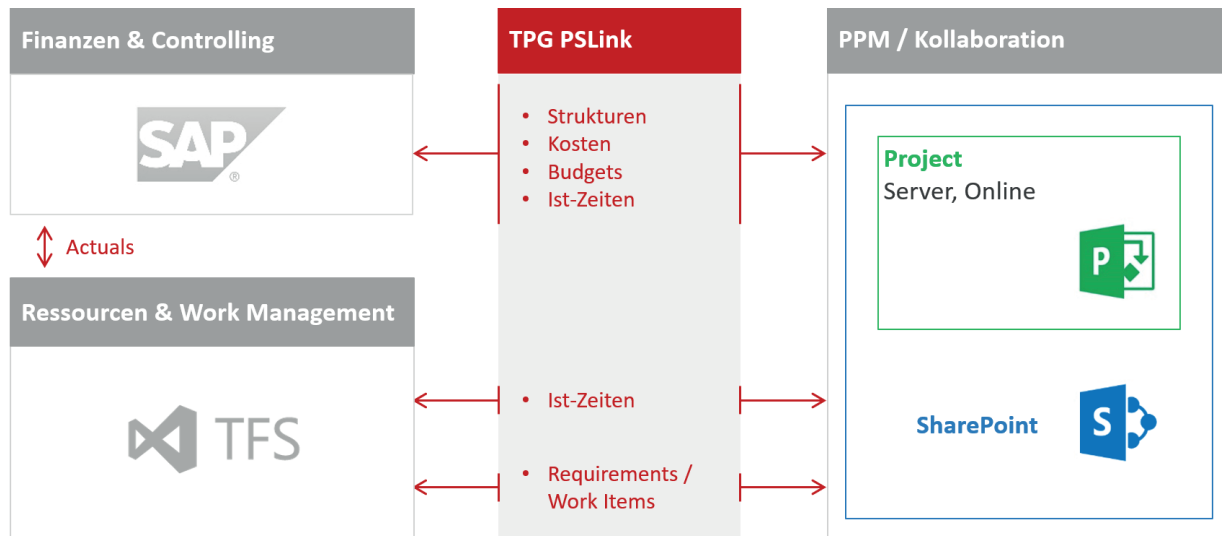 Finanzen & Controlling
SAP
®
Actuals
Ressourcen & Work Management
TFS
TPG PSLink
• Strukturen
• Kosten
• Budgets
• Ist-Zeiten
• Ist-Zeiten
• Requirements /
Work Items
PPM / Kollaboration
Project
Server, Online
P
SharePoint
S